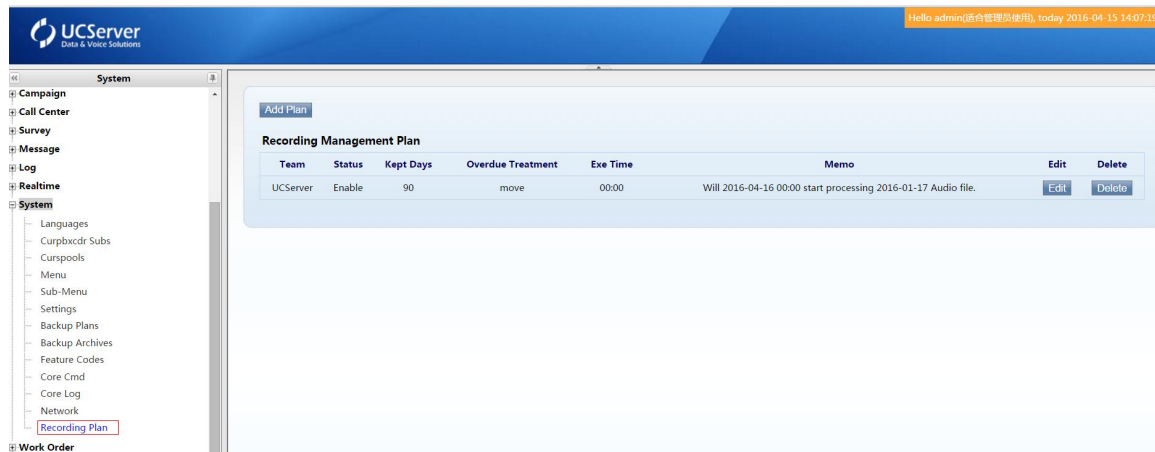 UCServer
Data & Voice Solutions
Hello admin(适合管理员使用), today 2016-04-15 14:07:19
System
Campaign
Call Center
Survey
Message
Log
Realtime
System
Languages
Curpbxcdr Subs
Curspools
Menu
Sub-Menu
Settings
Backup Plans
Backup Archives
Feature Codes
Core Cmd
Core Log
Network
Recording Plan
Work Order
Add Plan
Recording Management Plan
Team Status Kept Days Overdue Treatment Exe Time Memo Edit Delete
UCServer Enable 90 move 00:00 Will 2016-04-16 00:00 start processing 2016-01-17 Audio file. Edit Delete